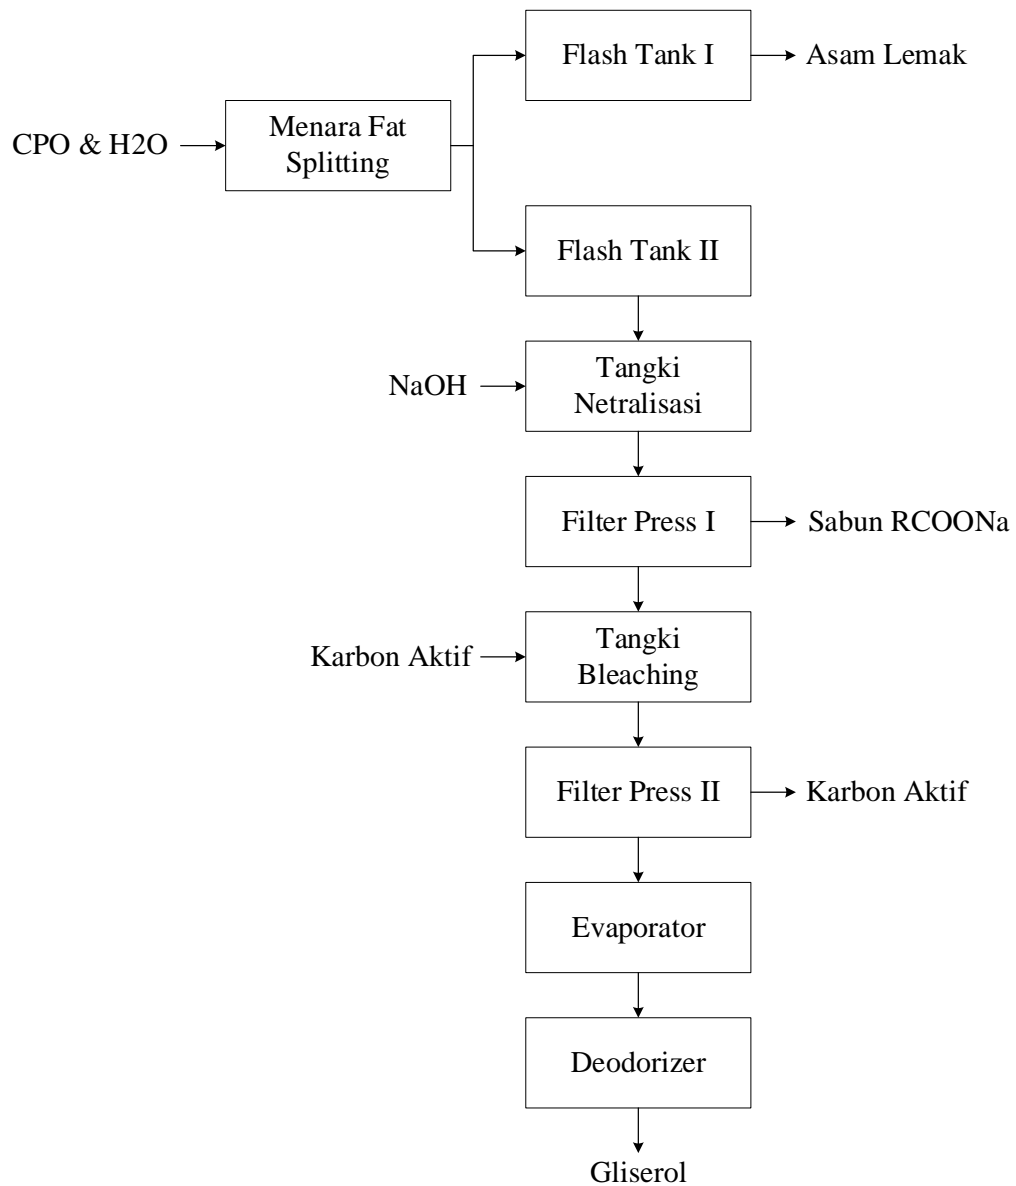 Flash Tank I
Asam Lemak
CPO & H2O
Menara Fat
Splitting
Flash Tank II
NaOH
Tangki
Netralisasi
Filter Press I
Sabun RCOONa
Karbon Aktif
Tangki
Bleaching
Filter Press II
Karbon Aktif
Evaporator
Deodorizer
Gliserol